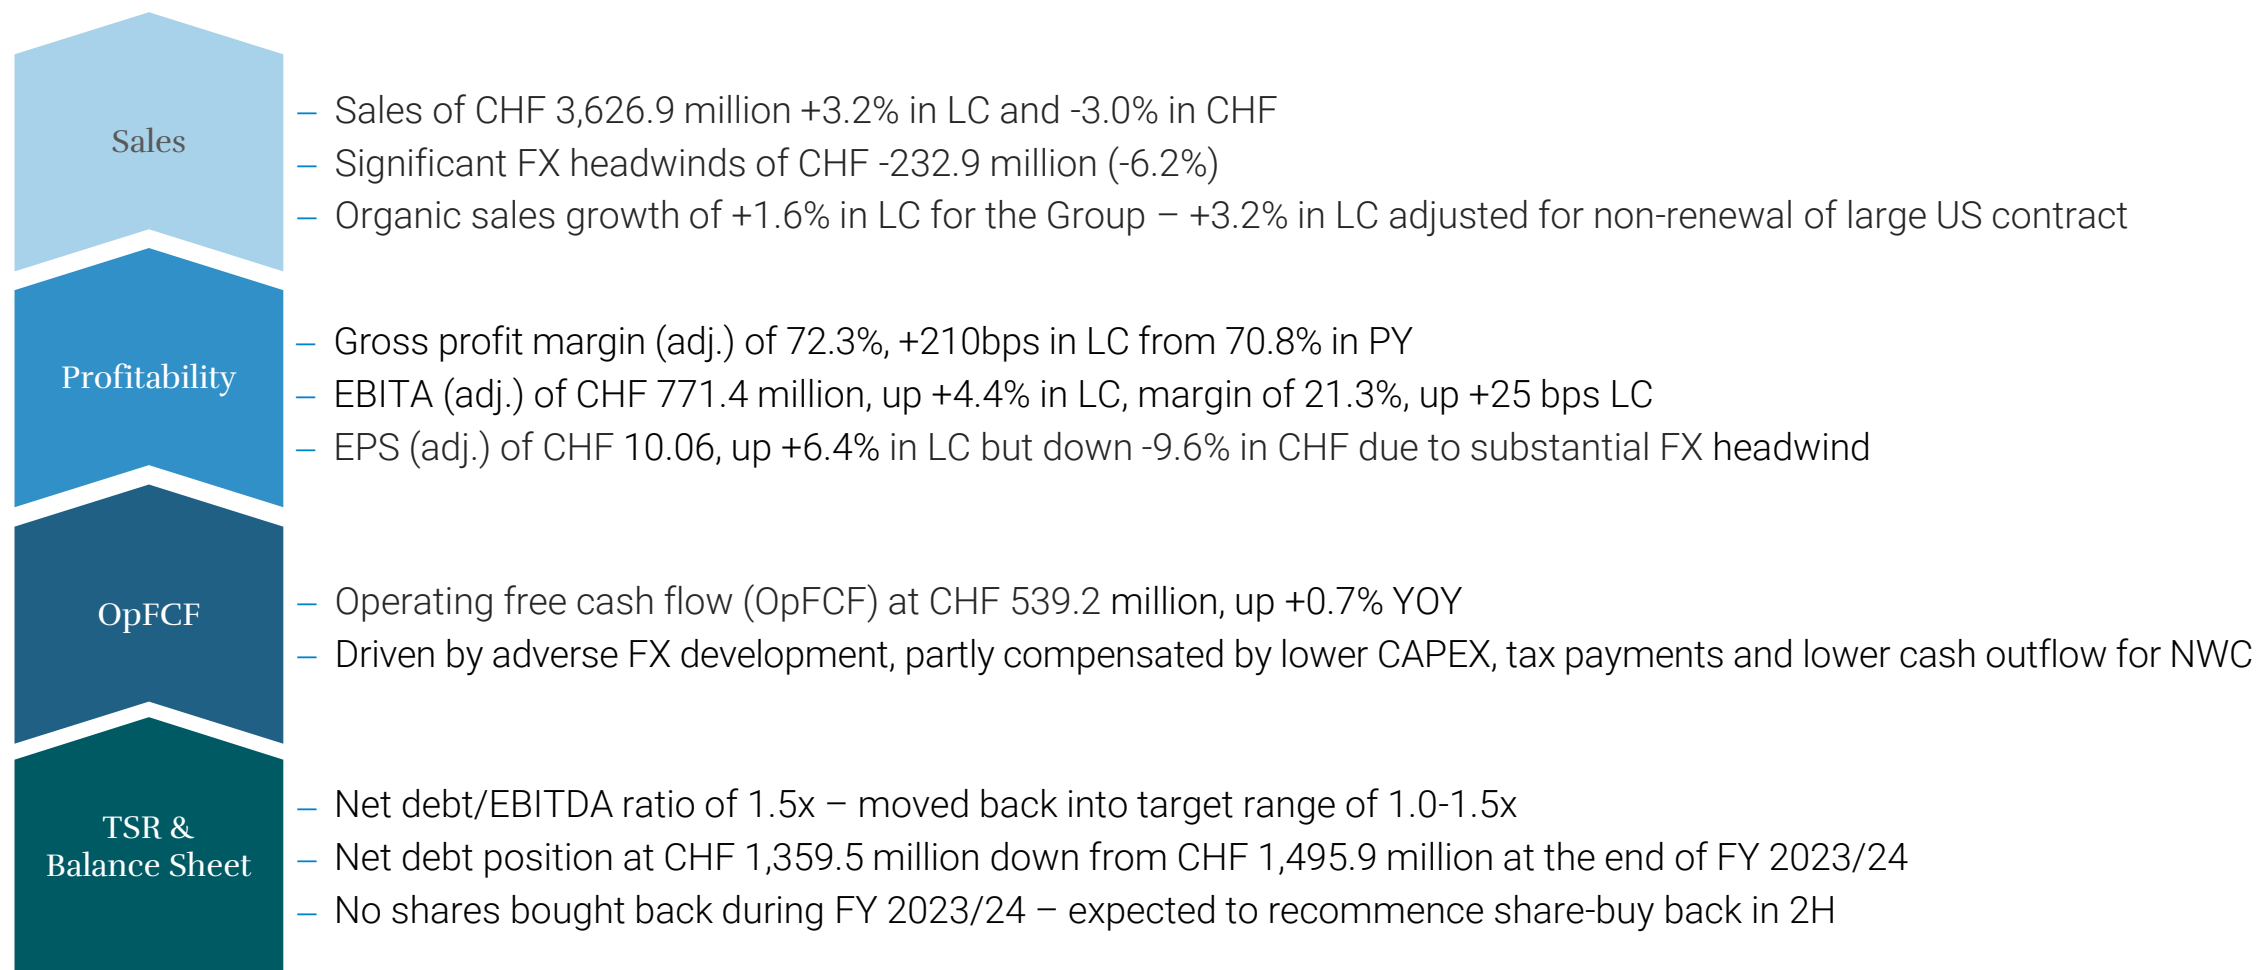 Sales
– Sales of CHF 3,626.9 million +3.2% in LC and -3.0% in CHF
– Significant FX headwinds of CHF -232.9 million (-6.2%)
– Organic sales growth of +1.6% in LC for the Group – +3.2% in LC adjusted for non-renewal of large US contract
Profitability
– Gross profit margin (adj.) of 72.3%, +210bps in LC from 70.8% in PY
– EBITA (adj.) of CHF 771.4 million, up +4.4% in LC, margin of 21.3%, up +25 bps LC
– EPS (adj.) of CHF 10.06, up +6.4% in LC but down -9.6% in CHF due to substantial FX headwind
OpFCF
– Operating free cash flow (OpFCF) at CHF 539.2 million, up +0.7% YOY
– Driven by adverse FX development, partly compensated by lower CAPEX, tax payments and lower cash outflow for NWC
TSR &
Balance Sheet
– Net debt/EBITDA ratio of 1.5x – moved back into target range of 1.0-1.5x
– Net debt position at CHF 1,359.5 million down from CHF 1,495.9 million at the end of FY 2023/24
– No shares bought back during FY 2023/24 – expected to recommence share-buy back in 2H